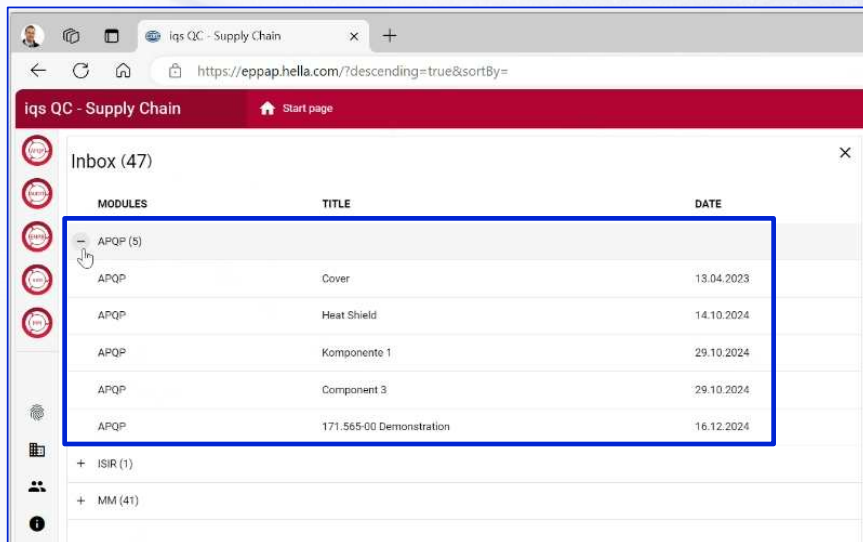 iqs QC - Supply Chain
https://eppap.hella.com/?descending=true&sortBy=
iqs QC - Supply Chain Start page
Inbox (47)
MODULES TITLE DATE
APQP (5)
APQP Cover 13.04.2023
APQP Heat Shield 14.10.2024
APQP Komponente 1 29.10.2024
APQP Component 3 29.10.2024
APQP 171.565-00 Demonstration 16.12.2024
+ ISIR (1)
+ MM (41)